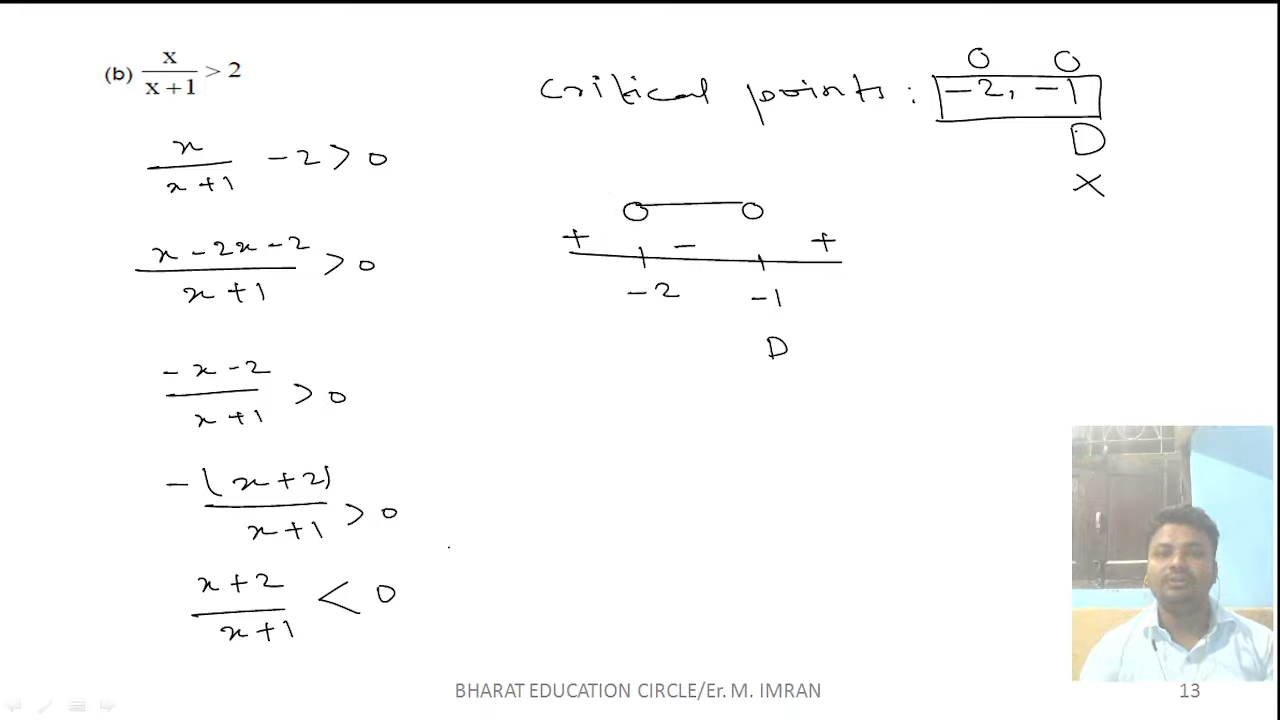 (b) x/(x+1) > 2
x/(x+1) - 2 > 0
(x - 2x - 2)/(x + 1) > 0
(-x - 2)/(x + 1) > 0
-(x + 2)/(x + 1) > 0
(x + 2)/(x + 1) < 0
O O
Critical points : -2, -1
D
X
+ - +
-2 -1
D
BHARAT EDUCATION CIRCLE/Er. M. IMRAN 13